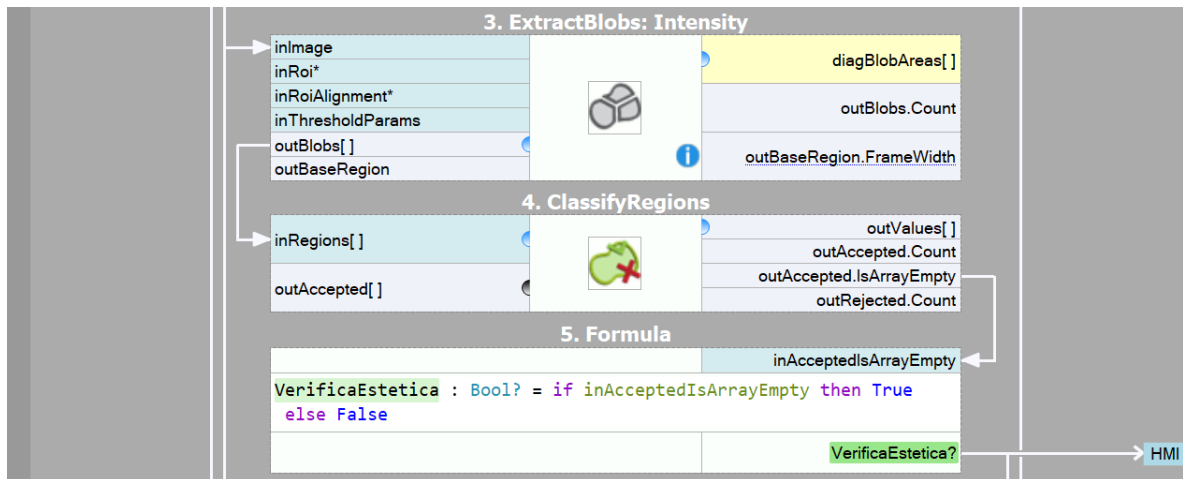 3. ExtractBlobs: Intensity
inImage
inRoi*
inRoiAlignment*
inThresholdParams
outBlobs[ ]
outBaseRegion
diagBlobAreas[ ]
outBlobs.Count
outBaseRegion.FrameWidth
4. ClassifyRegions
inRegions[ ]
outAccepted[ ]
outValues[ ]
outAccepted.Count
outAccepted.IsArrayEmpty
outRejected.Count
5. Formula
inAcceptedIsArrayEmpty
VerificaEstetica : Bool? = if inAcceptedIsArrayEmpty then True
else False
VerificaEstetica?
HMI